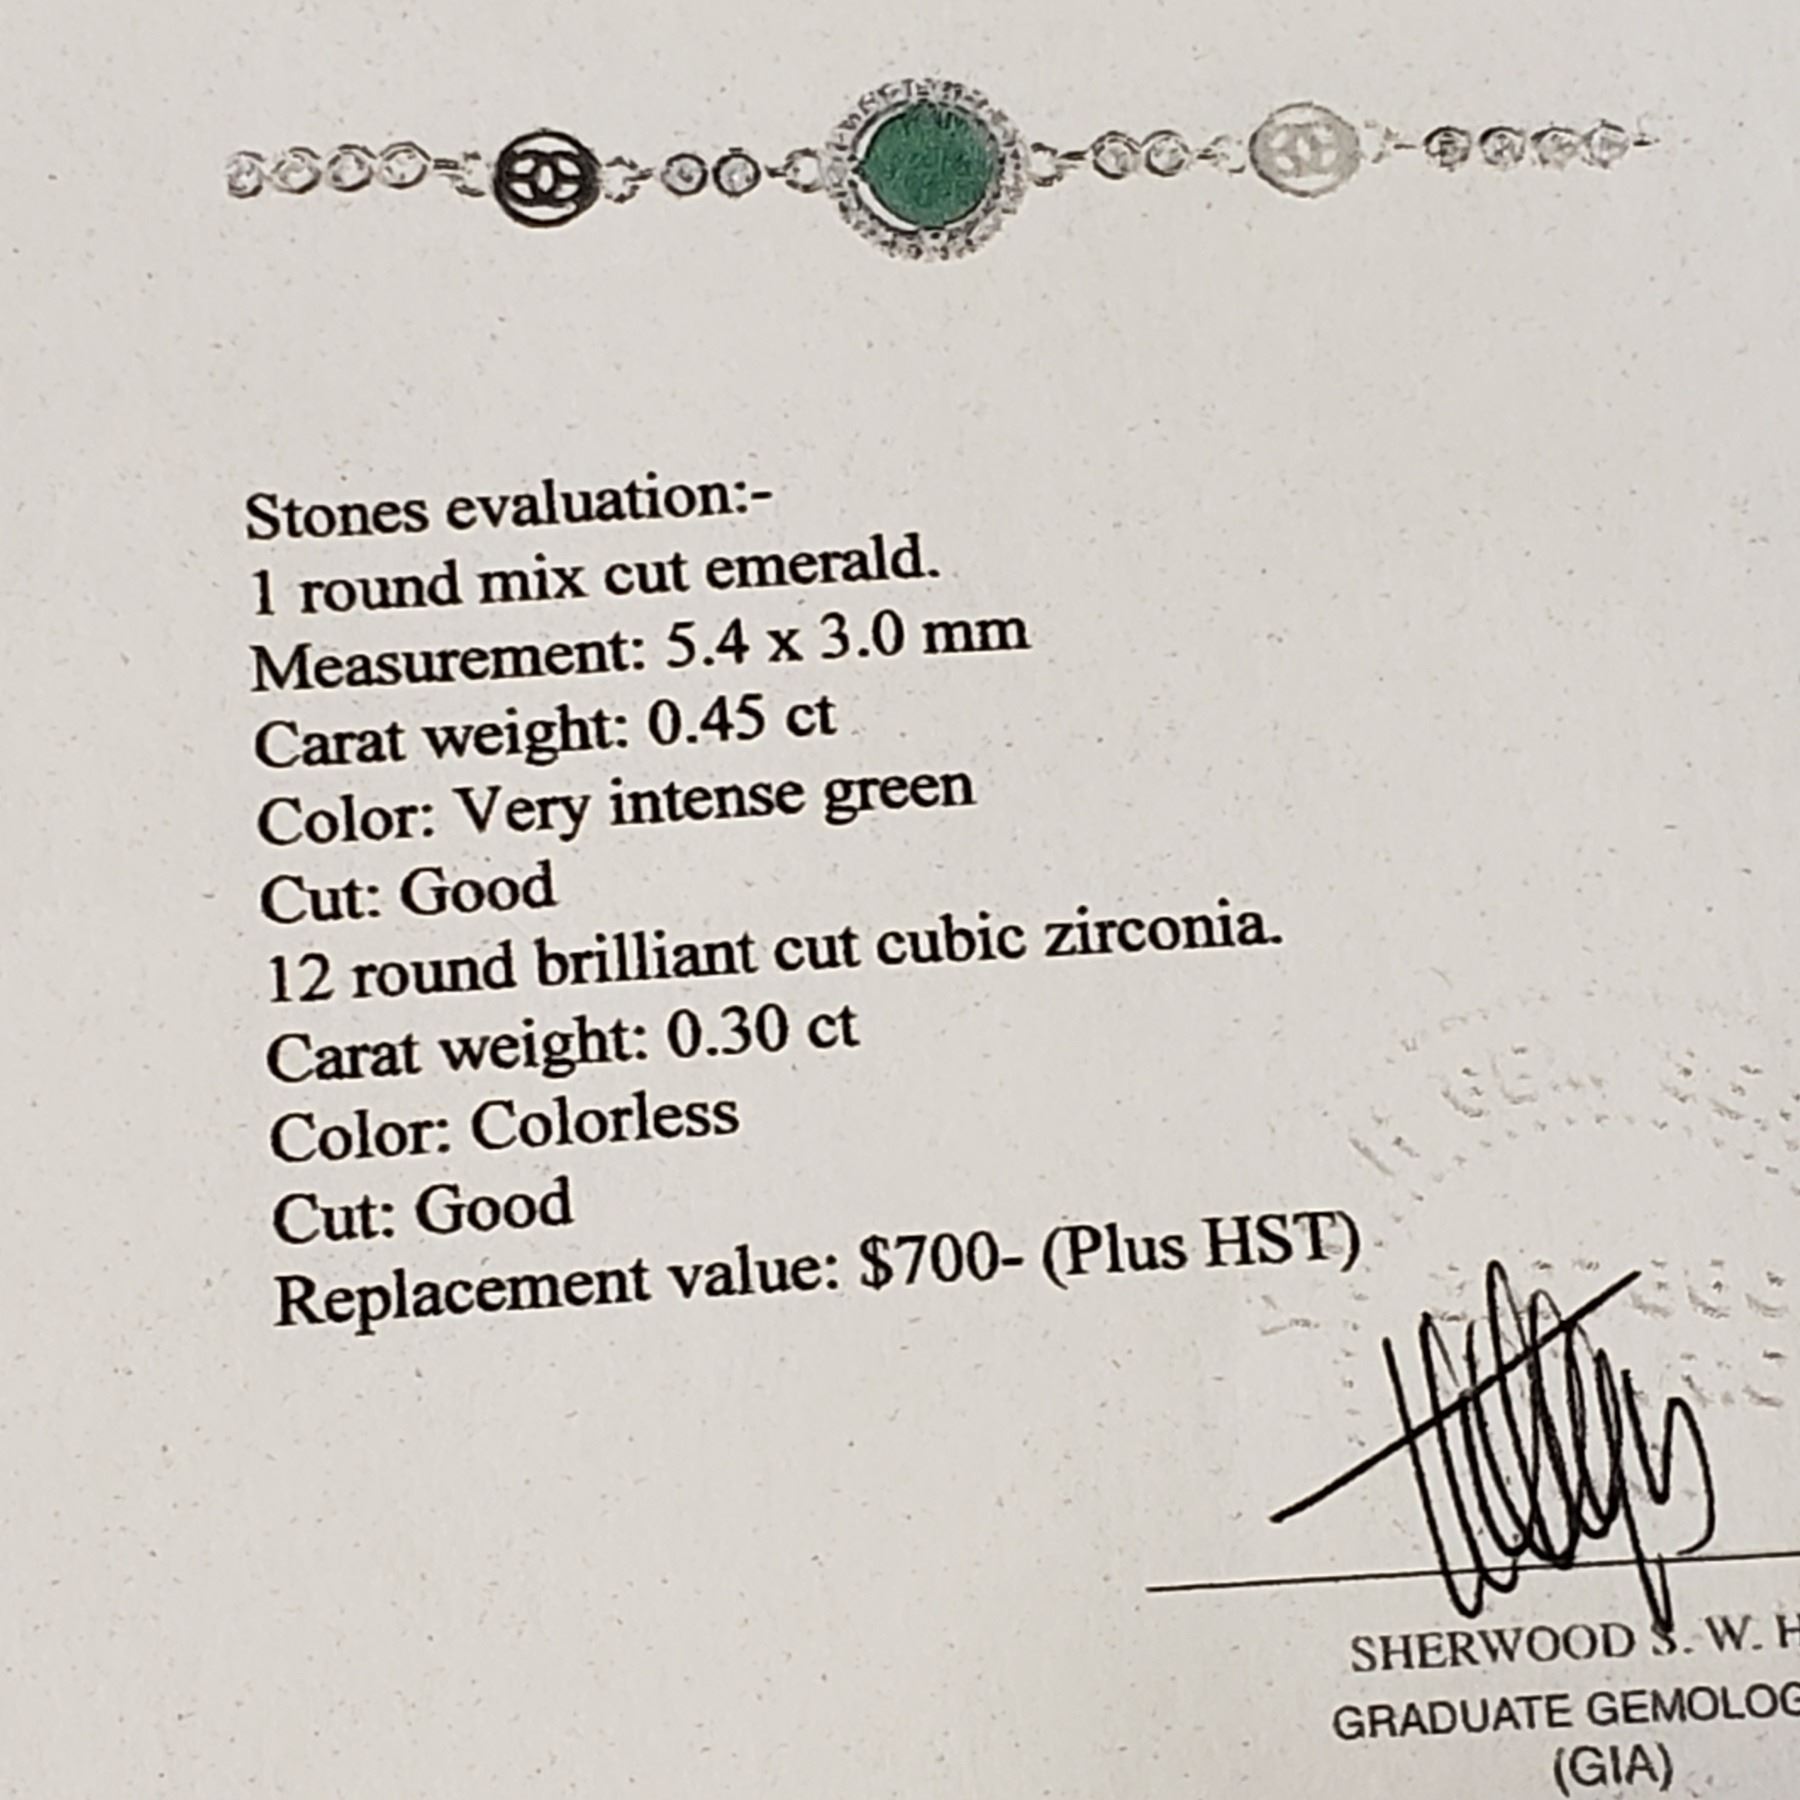 Stones evaluation:-
1 round mix cut emerald.
Measurement: 5.4 x 3.0 mm
Carat weight: 0.45 ct
Color: Very intense green
Cut: Good
12 round brilliant cut cubic zirconia.
Carat weight: 0.30 ct
Color: Colorless
Cut: Good
Replacement value: $700- (Plus HST)
SHERWOOD S. W. H
GRADUATE GEMOLOG
(GIA)